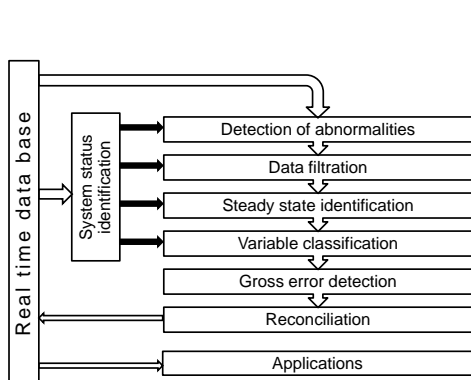 Real time data base
System status
identification
Detection of abnormalities
Data filtration
Steady state identification
Variable classification
Gross error detection
Reconciliation
Applications